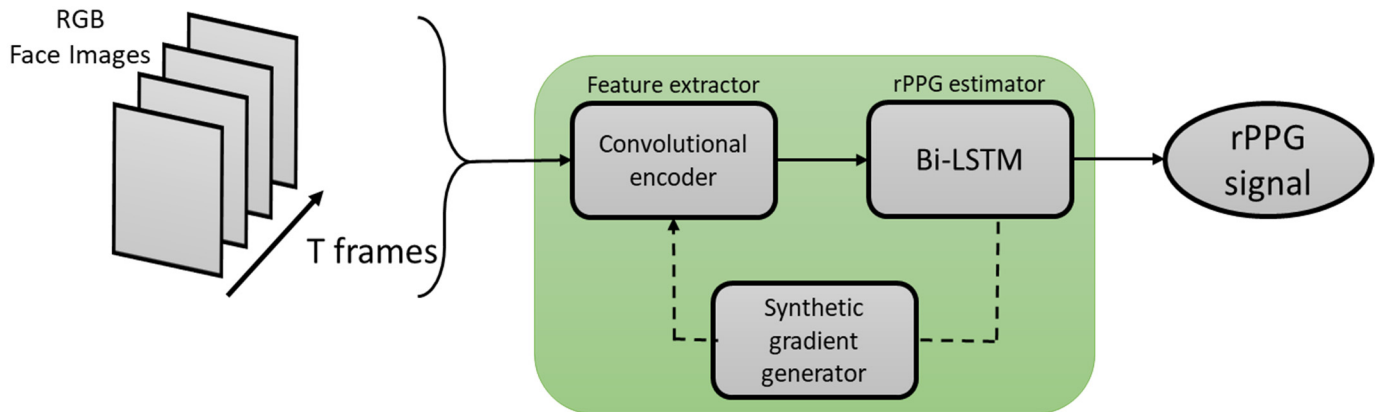 RGB
Face Images
T frames
Feature extractor
Convolutional
encoder
rPPG estimator
Bi-LSTM
Synthetic
gradient
generator
rPPG
signal